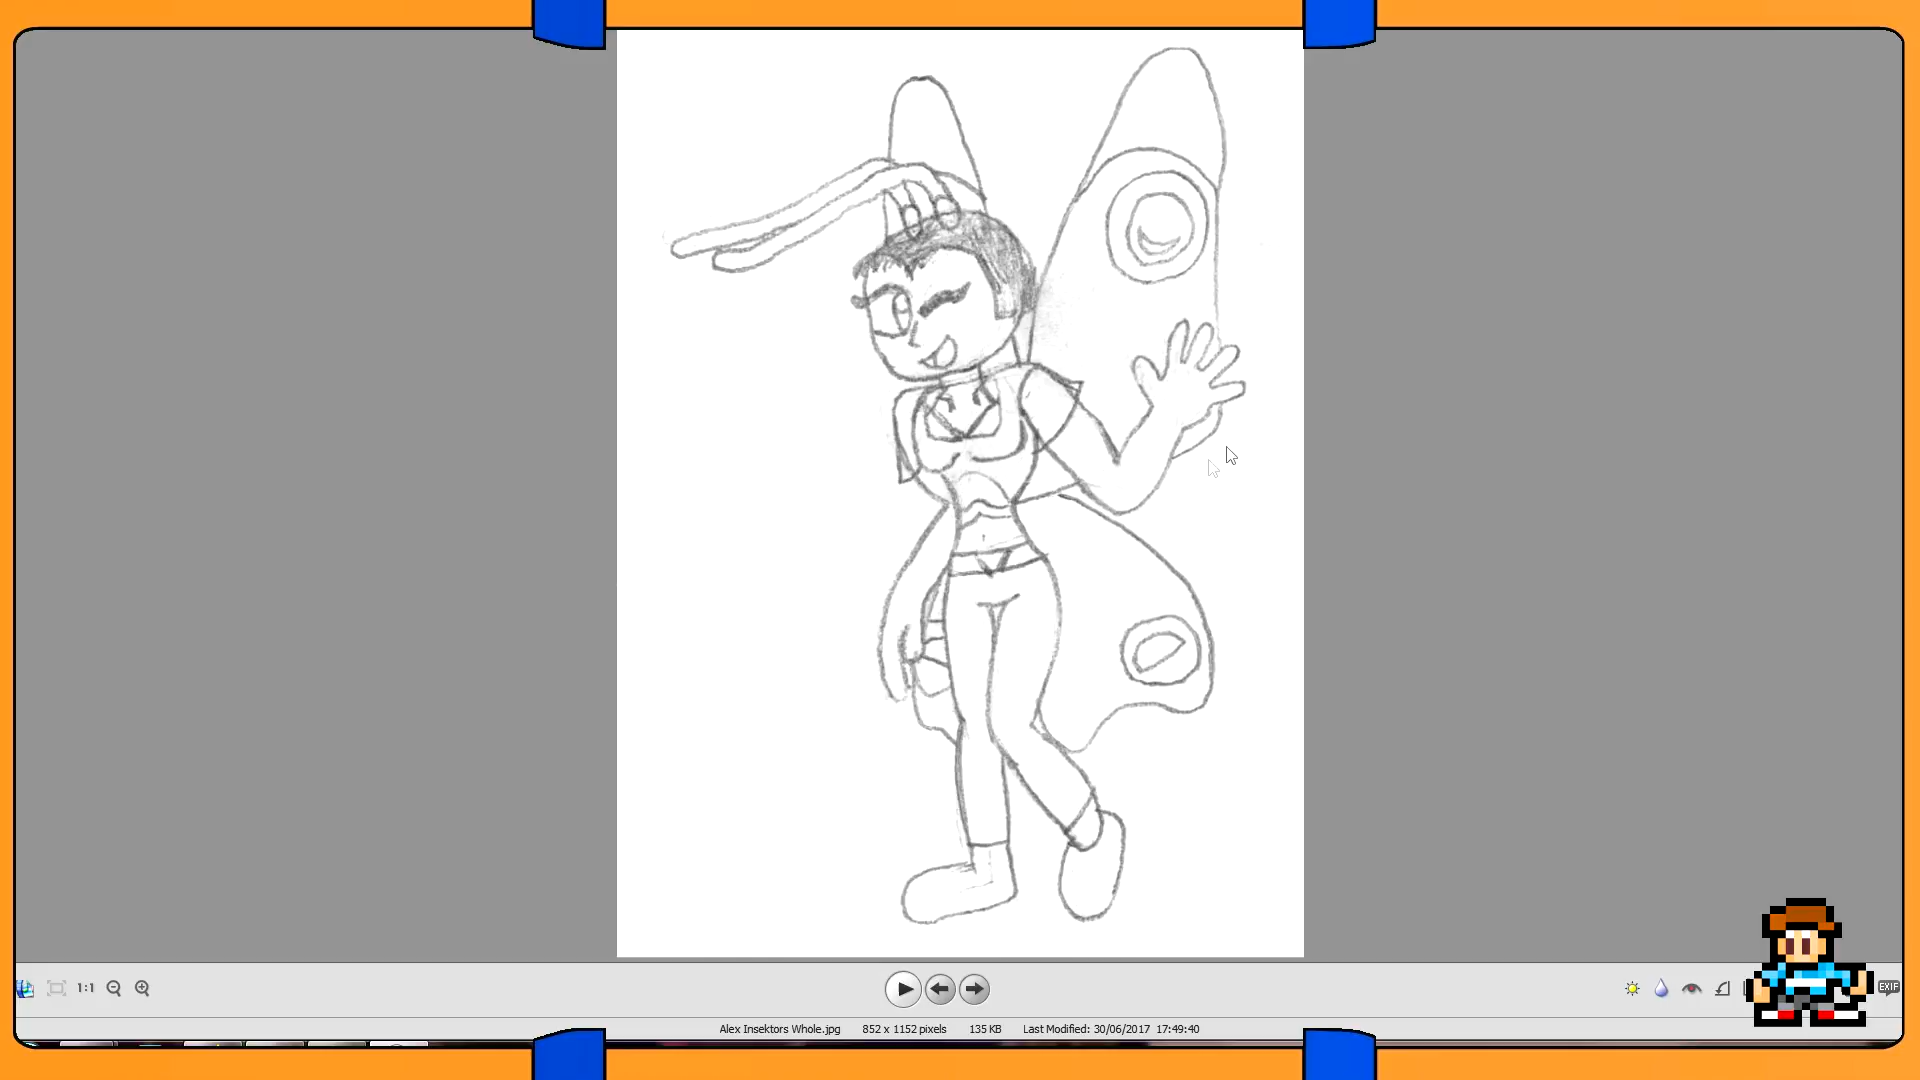 1:1
EXIF
Alex Insektors Whole.jpg 852 x 1152 pixels 135 KB Last Modified: 30/06/2017 17:49:40